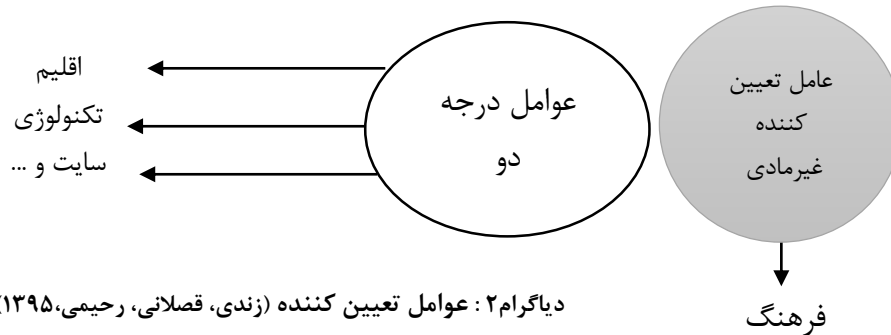 عامل تعیین
کننده
غیرمادی
فرهنگ
عوامل درجه
دو
اقلیم
تکنولوژی
سایت و ...
دیاگرام۲ : عوامل تعیین کننده (زندی، قصلانی، رحیمی،۱۳۹۵)